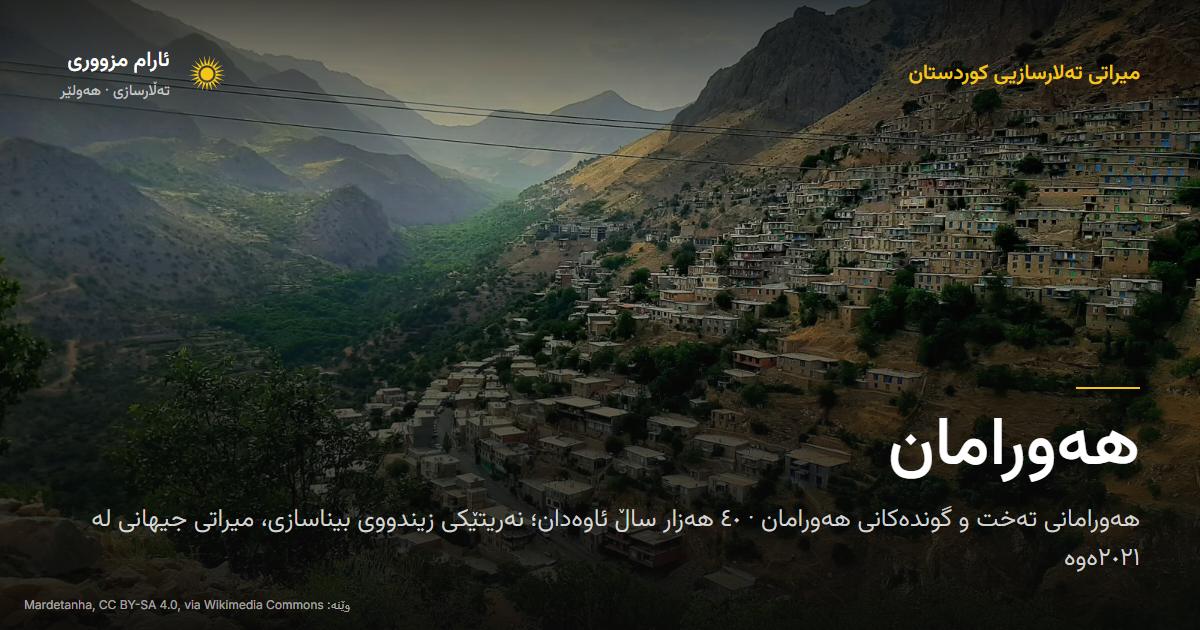 میراتی تەلارسازیی کوردستان
ئارام مزووری
تەلارسازی · هەولێر
هەورامان
هەورامانی تەخت و گوندەکانی هەورامان · ٤٠ هەزار ساڵ ئاوەدان؛ نەریتێکی زیندووی بیناسازی، میراتی جیهانی لە
٢٠٢١ەوە
وێنە: Mardetanha, CC BY-SA 4.0, via Wikimedia Commons